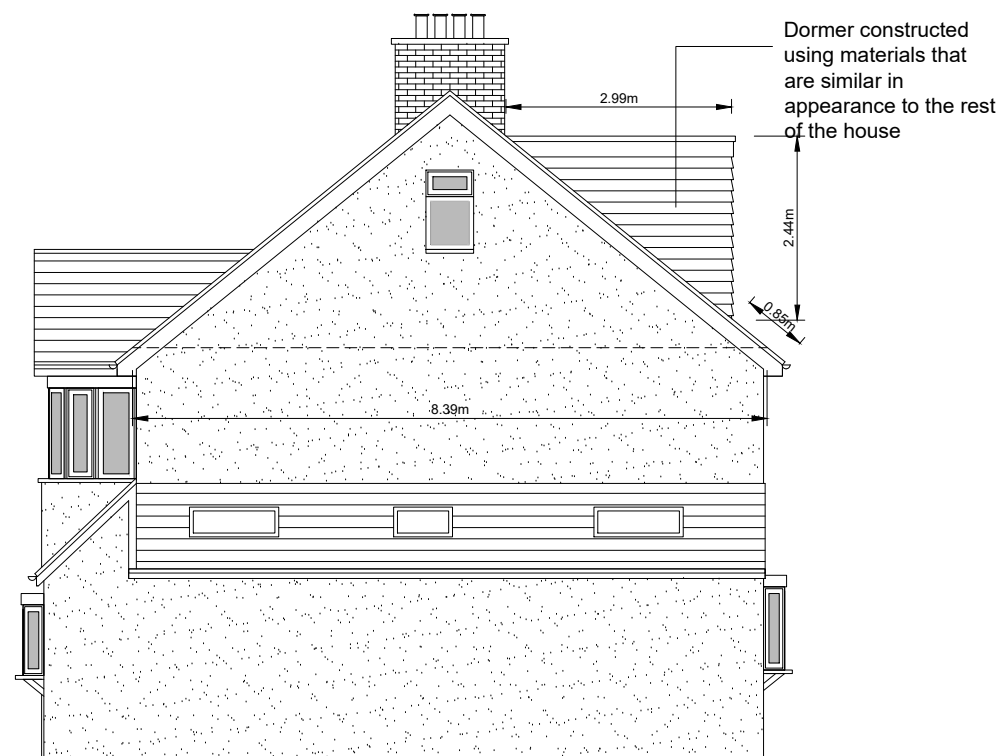 Dormer constructed
using materials that
are similar in
appearance to the rest
of the house
2.99m
2.44m
0.85m
8.39m